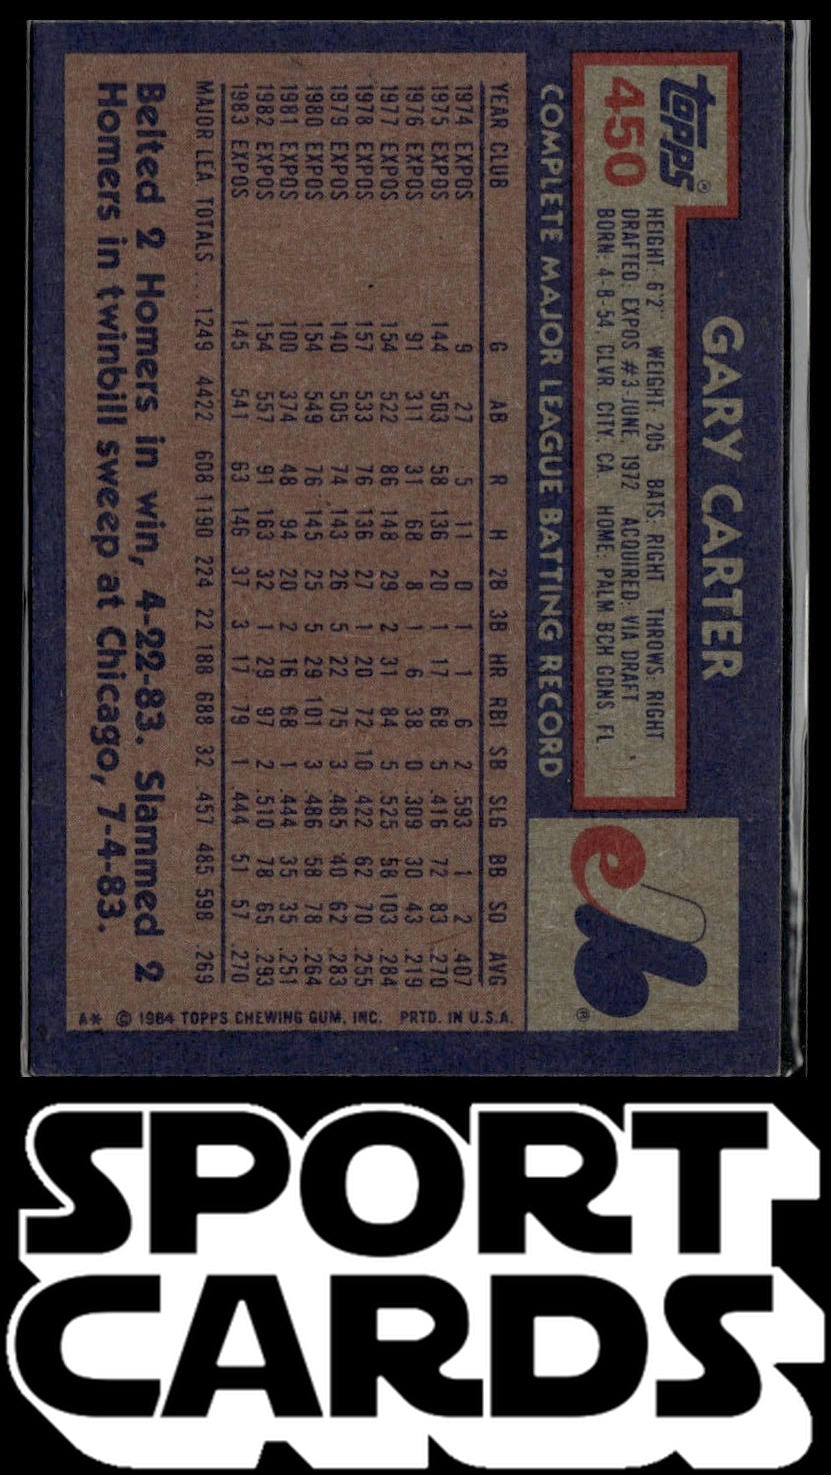 topps®
450
GARY CARTER
HEIGHT: 6'2" WEIGHT: 205 BATS: RIGHT THROWS: RIGHT
DRAFTED: EXPOS #3-JUNE, 1972 ACQUIRED: VIA DRAFT
BORN: 4-8-54, CLVR CITY, CA HOME: PALM BCH GDNS, FL
COMPLETE MAJOR LEAGUE BATTING RECORD
YEAR CLUB G AB R H 2B 3B HR RBI SB SLG BB SO AVG
1974 EXPOS 9 27 5 11 0 1 1 6 2 .593 1 2 .407
1975 EXPOS 144 503 58 136 20 1 17 68 5 .416 72 83 .270
1976 EXPOS 91 311 31 68 8 1 6 38 0 .309 30 43 .219
1977 EXPOS 154 522 86 148 29 2 31 84 5 .525 58 103 .284
1978 EXPOS 157 533 76 136 27 1 20 72 10 .422 62 70 .255
1979 EXPOS 140 505 74 143 26 5 22 75 3 .485 40 62 .283
1980 EXPOS 154 549 76 145 25 5 29 101 3 .486 58 78 .264
1981 EXPOS 100 374 48 94 20 2 16 68 1 .444 35 35 .251
1982 EXPOS 154 557 91 163 32 1 29 97 2 .510 78 65 .293
1983 EXPOS 145 541 63 146 37 3 17 79 1 .444 51 57 .270
MAJOR LEA. TOTALS... 1249 4422 608 1190 224 22 188 688 32 .457 485 598 .269
Belted 2 Homers in win, 4-22-83. Slammed 2
Homers in twinbill sweep at Chicago, 7-4-83.
A* © 1984 TOPPS CHEWING GUM, INC. PRTD. IN U.S.A.
®
SPORT
CARDS